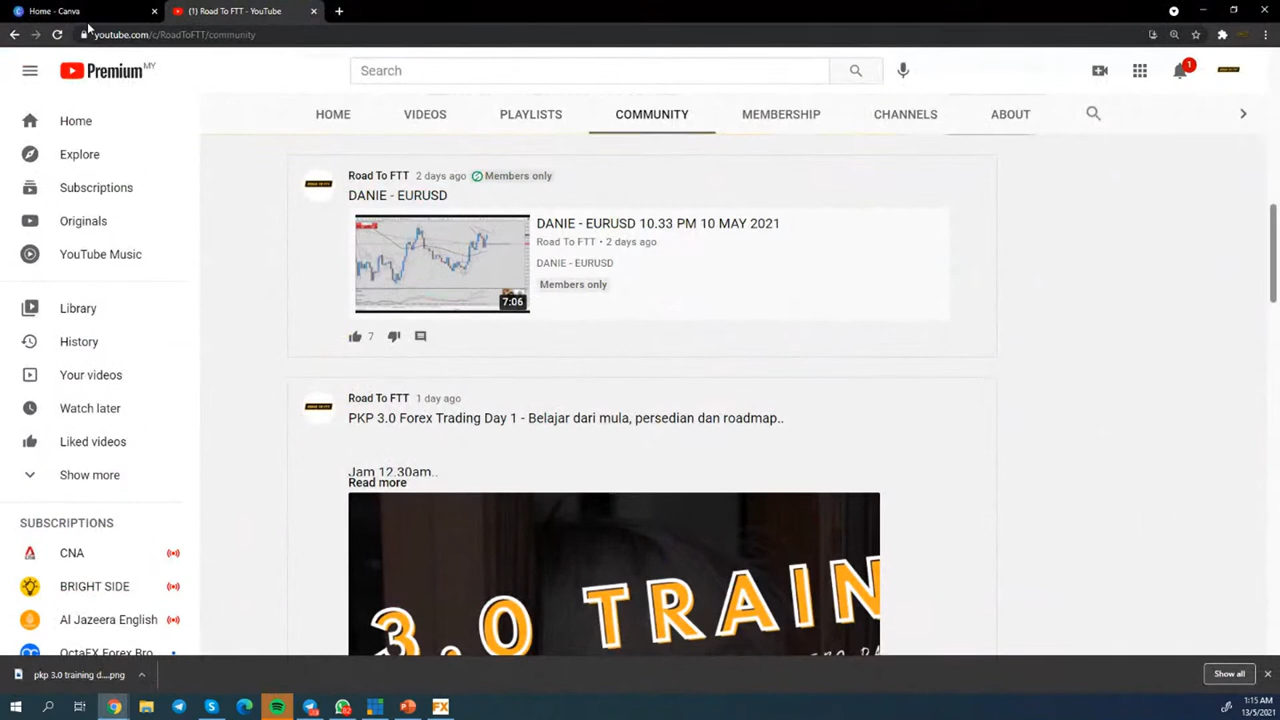 Home - Canva
(1) Road To FTT - YouTube
youtube.com/c/RoadToFTT/community
Premium MY
Search
1
HOME
VIDEOS
PLAYLISTS
COMMUNITY
MEMBERSHIP
CHANNELS
ABOUT
Home
Explore
Subscriptions
Originals
YouTube Music
Library
History
Your videos
Watch later
Liked videos
Show more
SUBSCRIPTIONS
CNA
BRIGHT SIDE
Al Jazeera English
OctaFX Forex Bro...
Road To FTT 2 days ago Members only
DANIE - EURUSD
7:06
DANIE - EURUSD 10.33 PM 10 MAY 2021
Road To FTT • 2 days ago
DANIE - EURUSD
Members only
7
Road To FTT 1 day ago
PKP 3.0 Forex Trading Day 1 - Belajar dari mula, persedian dan roadmap..
Jam 12.30am..
Read more
3.0 TRAIN
pkp 3.0 training d....png
Show all
FX
1:15 AM
13/5/2021